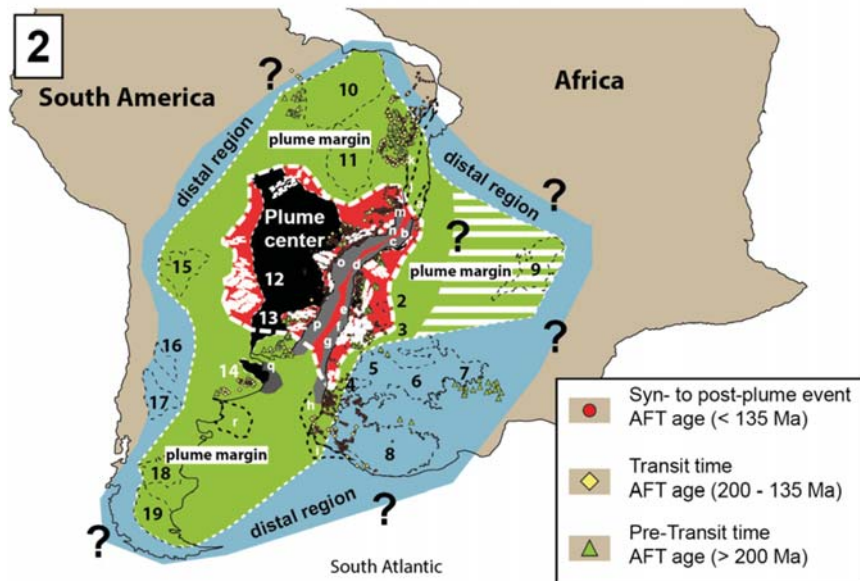 2
South America
Africa
?
10
plume margin
distal region
11
distal region
?
Plume
center
m
n
b
c
?
plume margin
9
15
12
o
d
2
13
e
3
p
f
g
?
16
14
q
4
5
6
7
17
h
r
8
plume margin
18
19
distal region
?
?
South Atlantic
Syn- to post-plume event
AFT age (< 135 Ma)
Transit time
AFT age (200 - 135 Ma)
Pre-Transit time
AFT age (> 200 Ma)